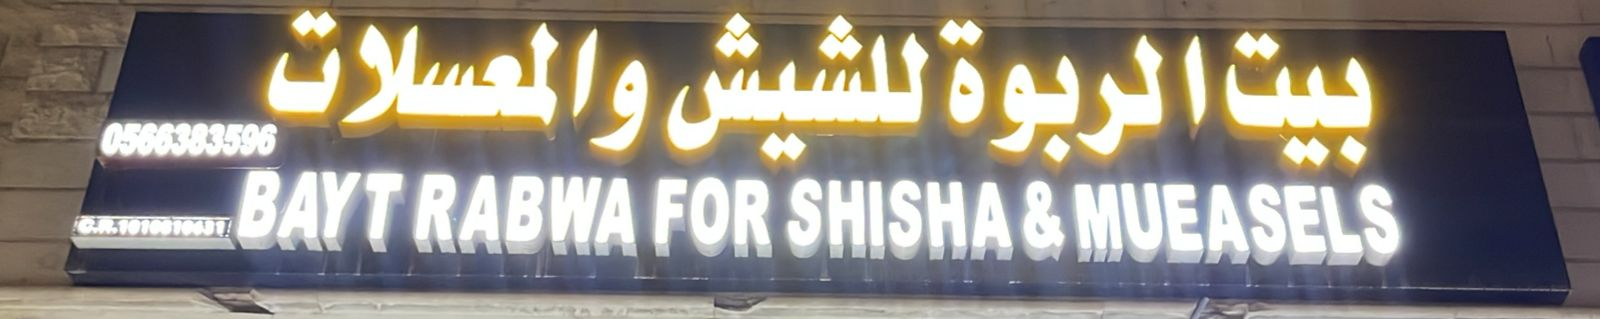 بيت الربوة للشيش والمعسلات
0566383596
BAYT RABWA FOR SHISHA & MUEASELS
C.R.